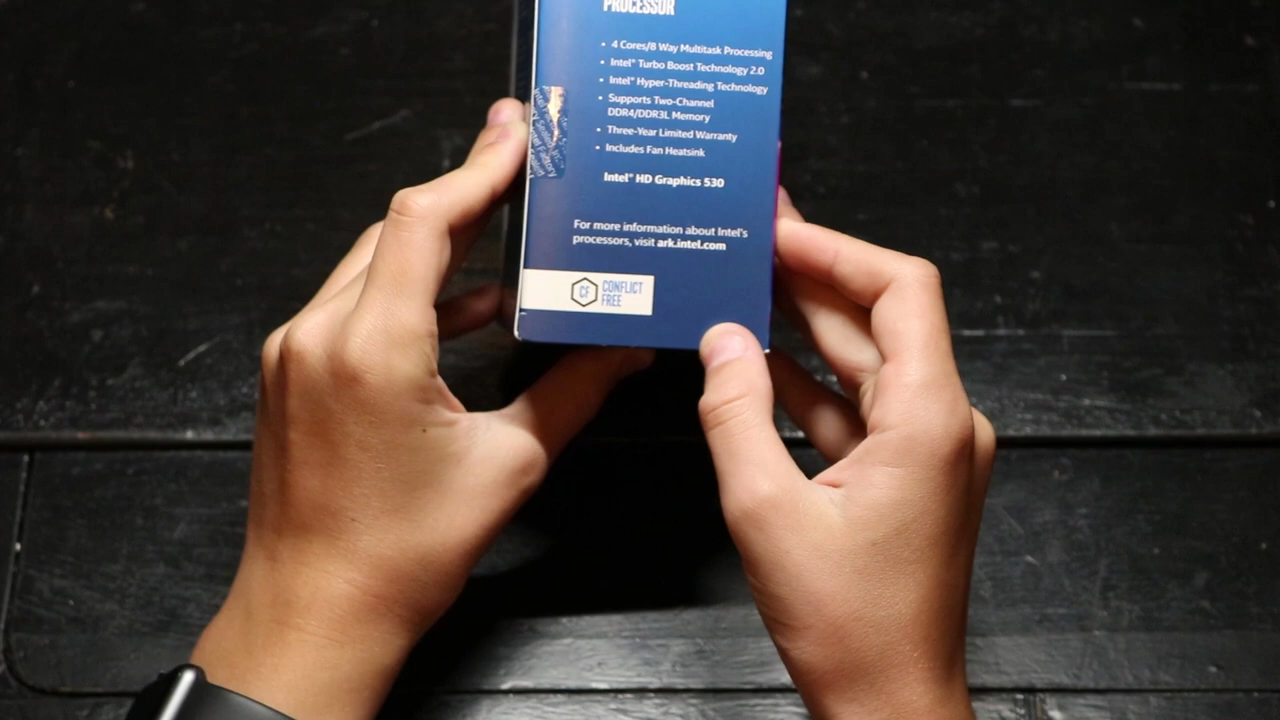 PROCESSOR
• 4 Cores/8 Way Multitask Processing
• Intel® Turbo Boost Technology 2.0
• Intel® Hyper-Threading Technology
• Supports Two-Channel
DDR4/DDR3L Memory
• Three-Year Limited Warranty
• Includes Fan Heatsink
Intel® HD Graphics 530
For more information about Intel's
processors, visit ark.intel.com
CF CONFLICT
FREE